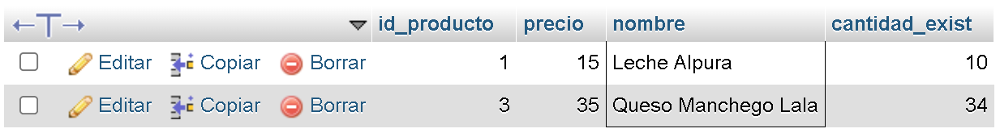 id_producto precio nombre cantidad_exist
Editar Copiar Borrar 1 15 Leche Alpura 10
Editar Copiar Borrar 3 35 Queso Manchego Lala 34